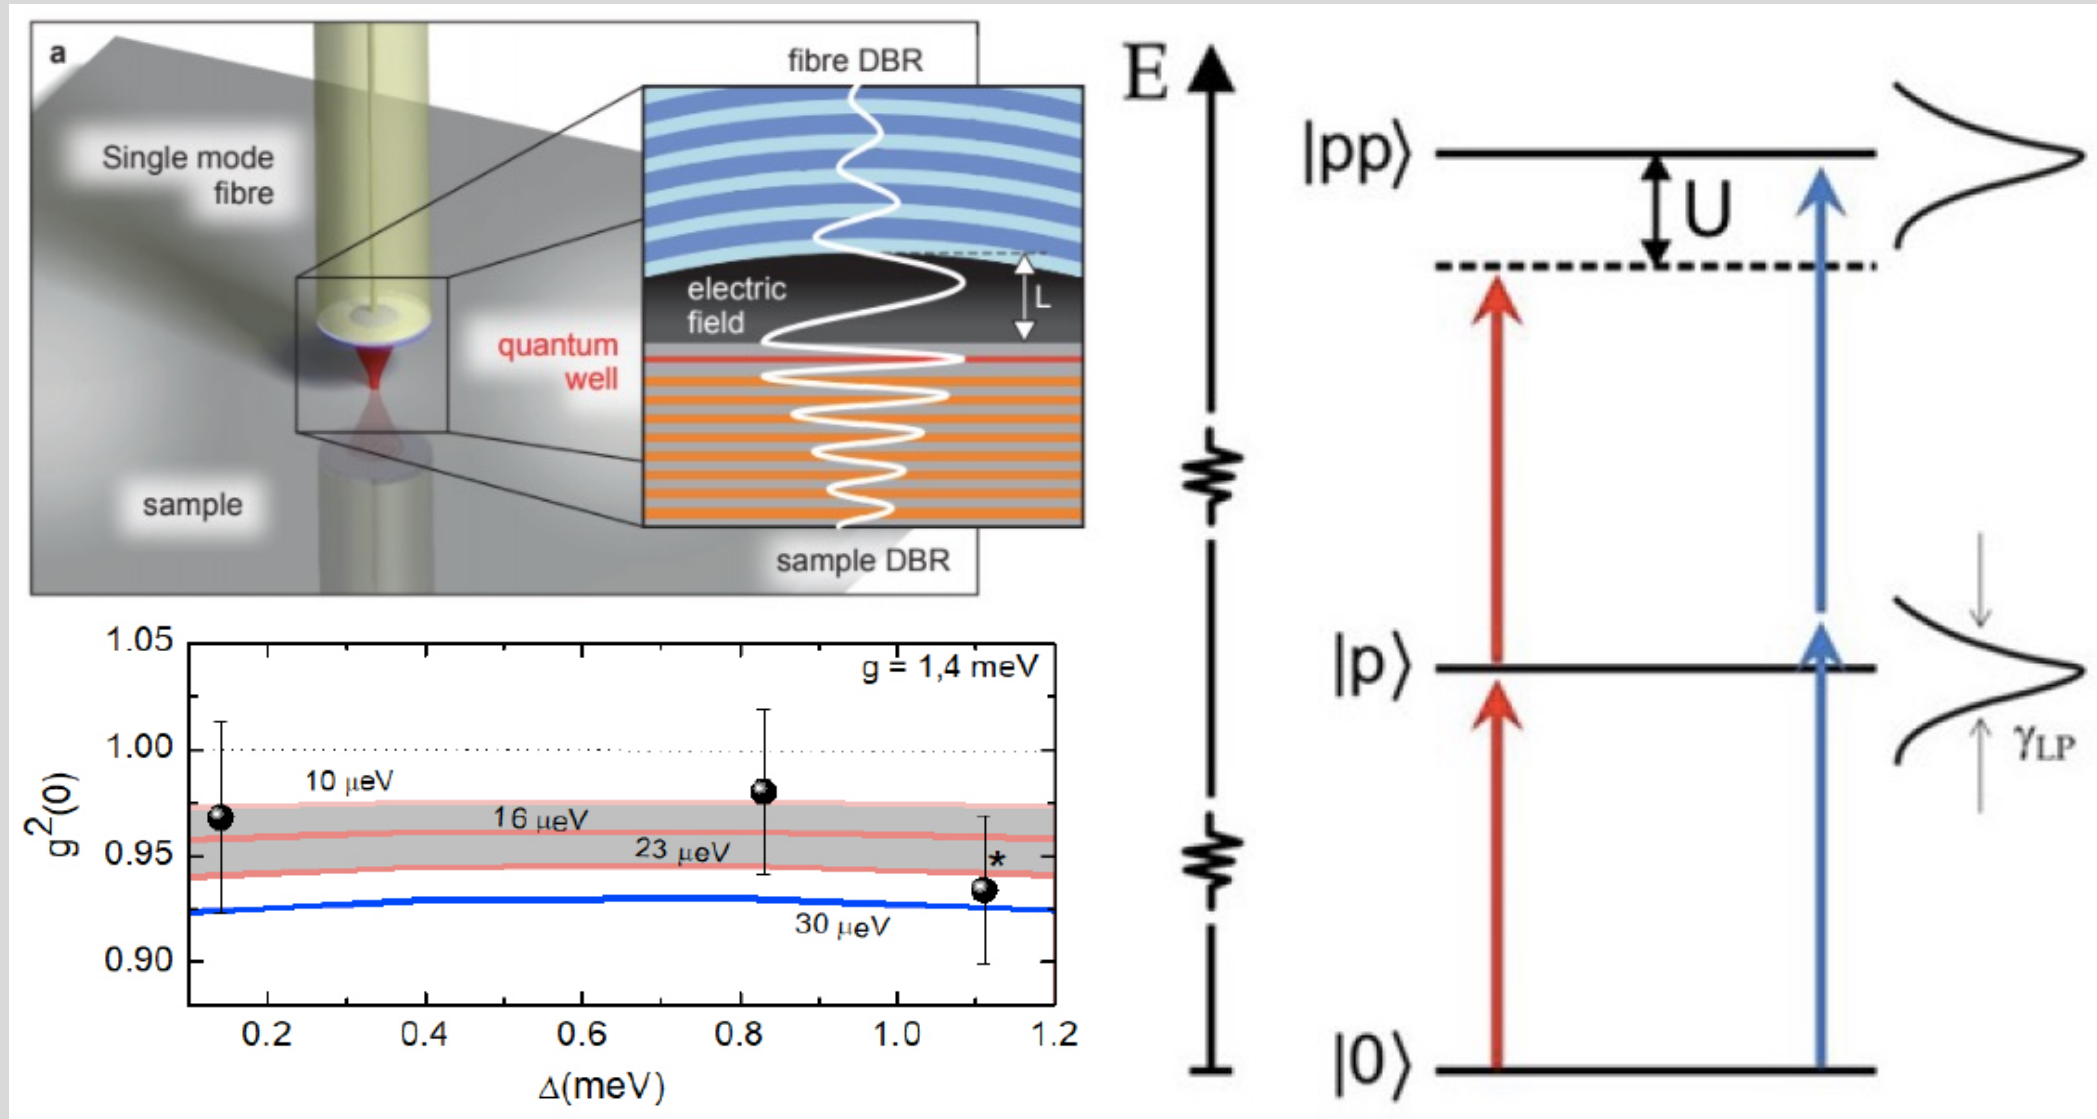 a
Single mode
fibre
sample
fibre DBR
electric
field
L
quantum
well
sample DBR
1.05
1.00
0.95
0.90
g²(0)
g = 1,4 meV
10 µeV
16 µeV
23 µeV
*
30 µeV
0.2 0.4 0.6 0.8 1.0 1.2
Δ(meV)
E
|pp⟩
U
|p⟩
γLP
|0⟩